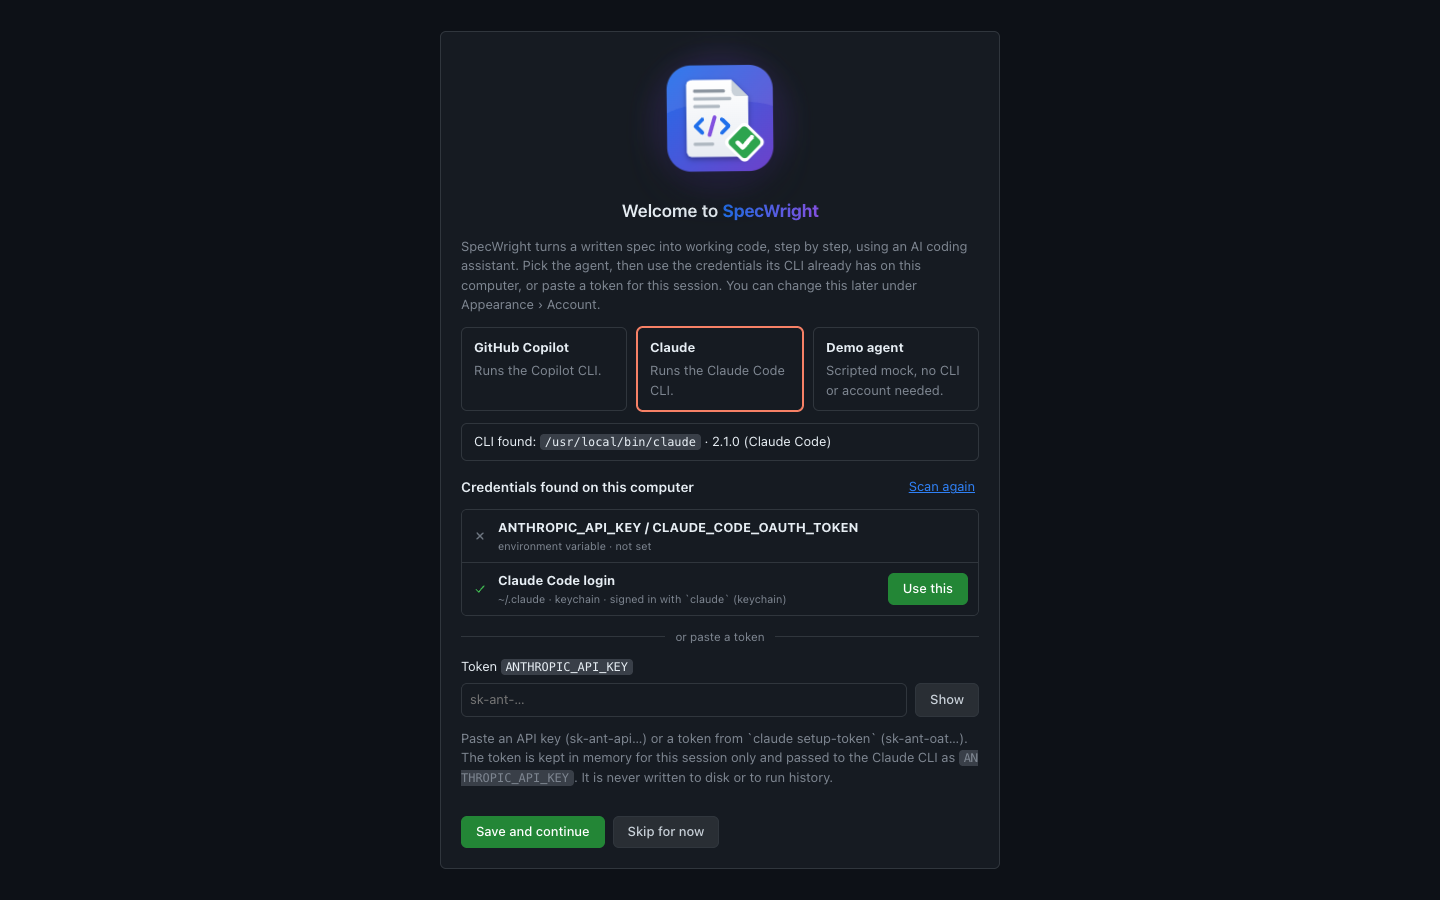 </>
Welcome to SpecWright
SpecWright turns a written spec into working code, step by step, using an AI coding
assistant. Pick the agent, then use the credentials its CLI already has on this
computer, or paste a token for this session. You can change this later under
Appearance › Account.
GitHub Copilot
Runs the Copilot CLI.
Claude
Runs the Claude Code
CLI.
Demo agent
Scripted mock, no CLI
or account needed.
CLI found: /usr/local/bin/claude · 2.1.0 (Claude Code)
Credentials found on this computer
Scan again
ANTHROPIC_API_KEY / CLAUDE_CODE_OAUTH_TOKEN
environment variable · not set
Claude Code login
~/.claude · keychain · signed in with `claude` (keychain)
Use this
or paste a token
Token ANTHROPIC_API_KEY
sk-ant-…
Show
Paste an API key (sk-ant-api…) or a token from `claude setup-token` (sk-ant-oat…).
The token is kept in memory for this session only and passed to the Claude CLI as AN
THROPIC_API_KEY. It is never written to disk or to run history.
Save and continue
Skip for now